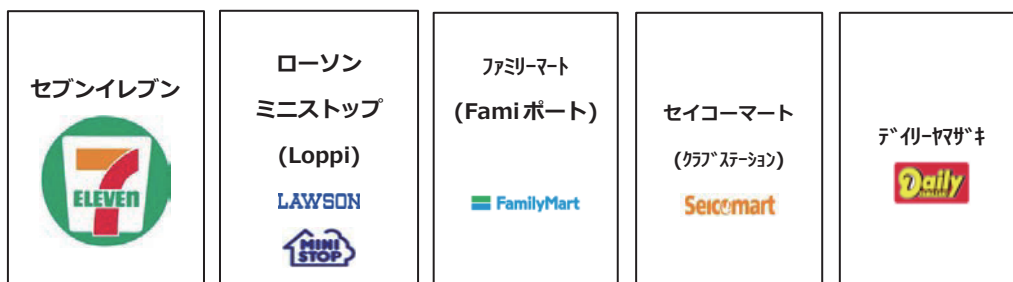 セブンイレブン
7
ELEVEN
ローソン
ミニストップ
(Loppi)
LAWSON
MINI
STOP
ﾌｧﾐﾘｰﾏｰﾄ
(Famiポート)
FamilyMart
セイコーマート
(ｸﾗﾌﾞｽﾃｰｼｮﾝ)
Seicomart
ﾃﾞｲﾘｰﾔﾏｻﾞｷ
Daily